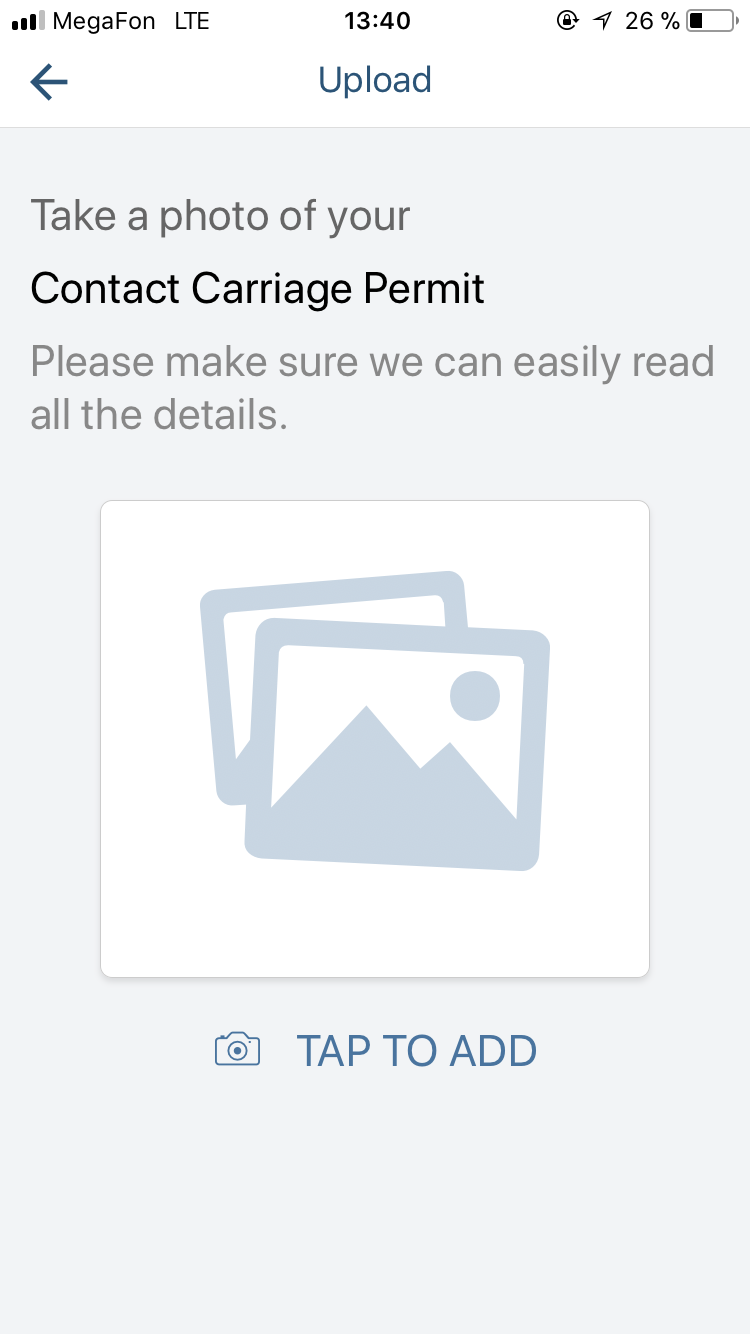 MegaFon LTE 13:40 26 %
Upload
Take a photo of your
Contact Carriage Permit
Please make sure we can easily read
all the details.
TAP TO ADD